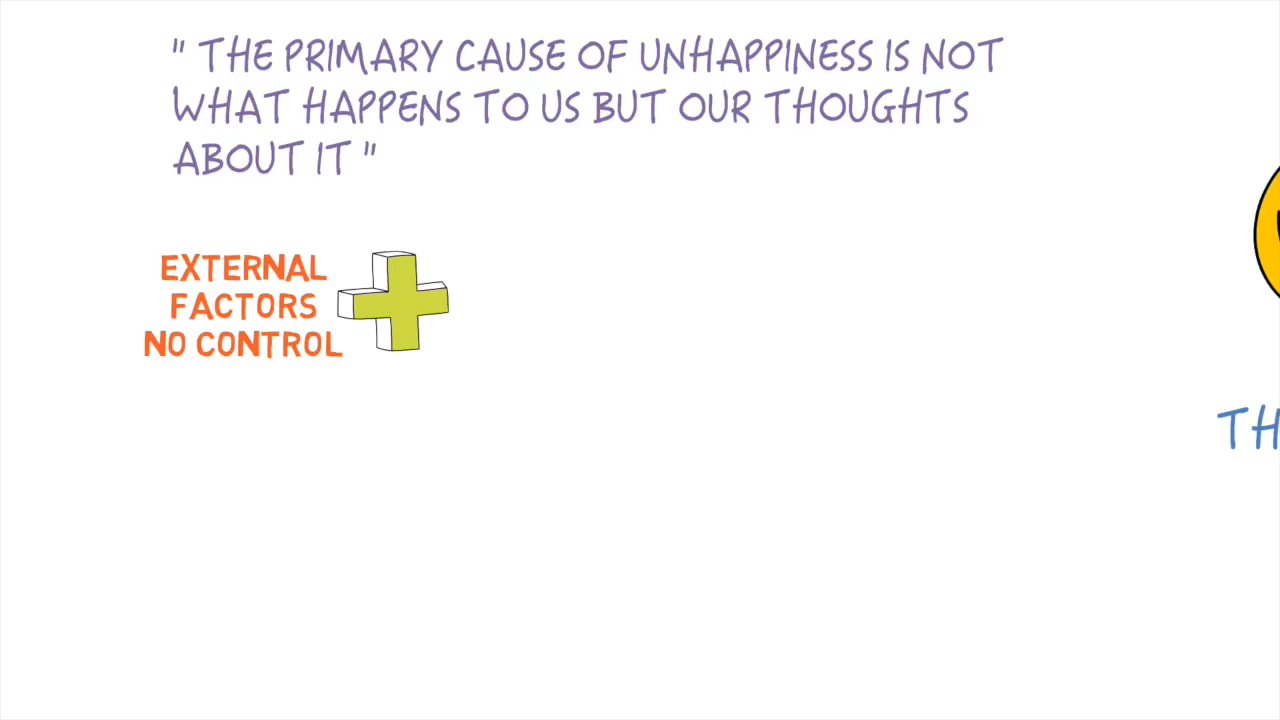 " THE PRIMARY CAUSE OF UNHAPPINESS IS NOT
WHAT HAPPENS TO US BUT OUR THOUGHTS
ABOUT IT "
EXTERNAL
FACTORS
NO CONTROL
TH